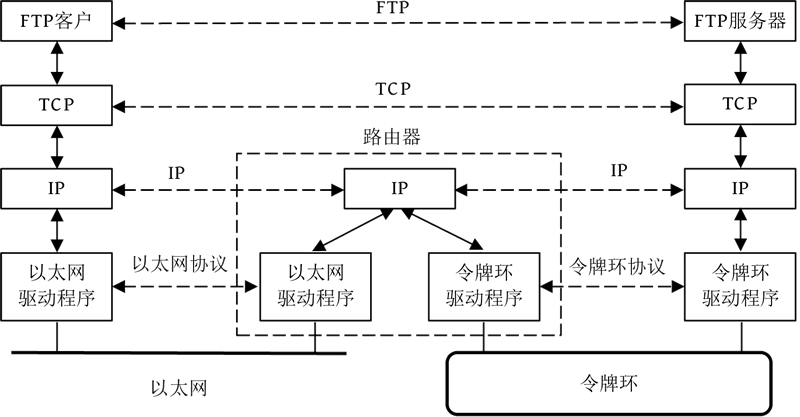 FTP客户
FTP
FTP服务器
TCP
TCP
TCP
路由器
IP
IP
IP
IP
IP
以太网
驱动程序
以太网协议
以太网
驱动程序
令牌环
驱动程序
令牌环协议
令牌环
驱动程序
以太网
令牌环